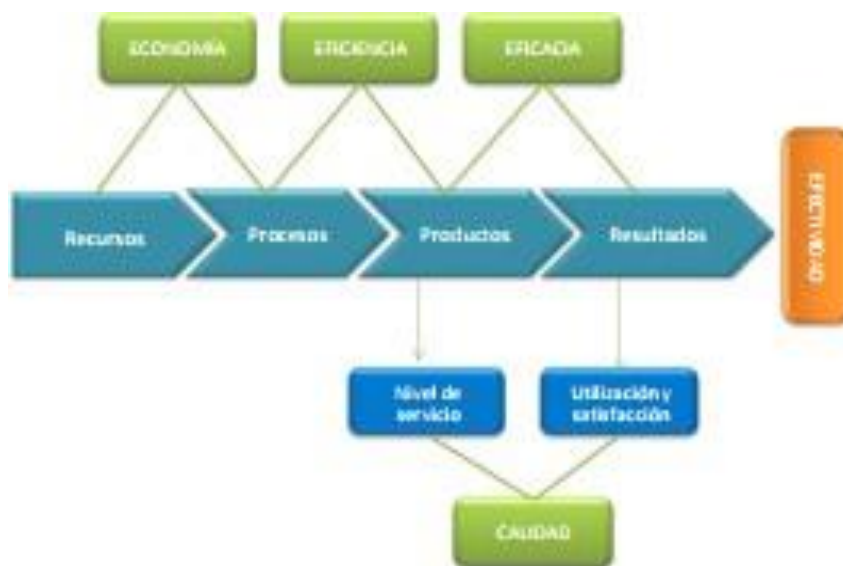 ECONOMÍA
EFICIENCIA
EFICACIA
Recursos
Procesos
Productos
Resultados
EFECTIVIDAD
Nivel de
servicio
Utilización y
satisfacción
CALIDAD